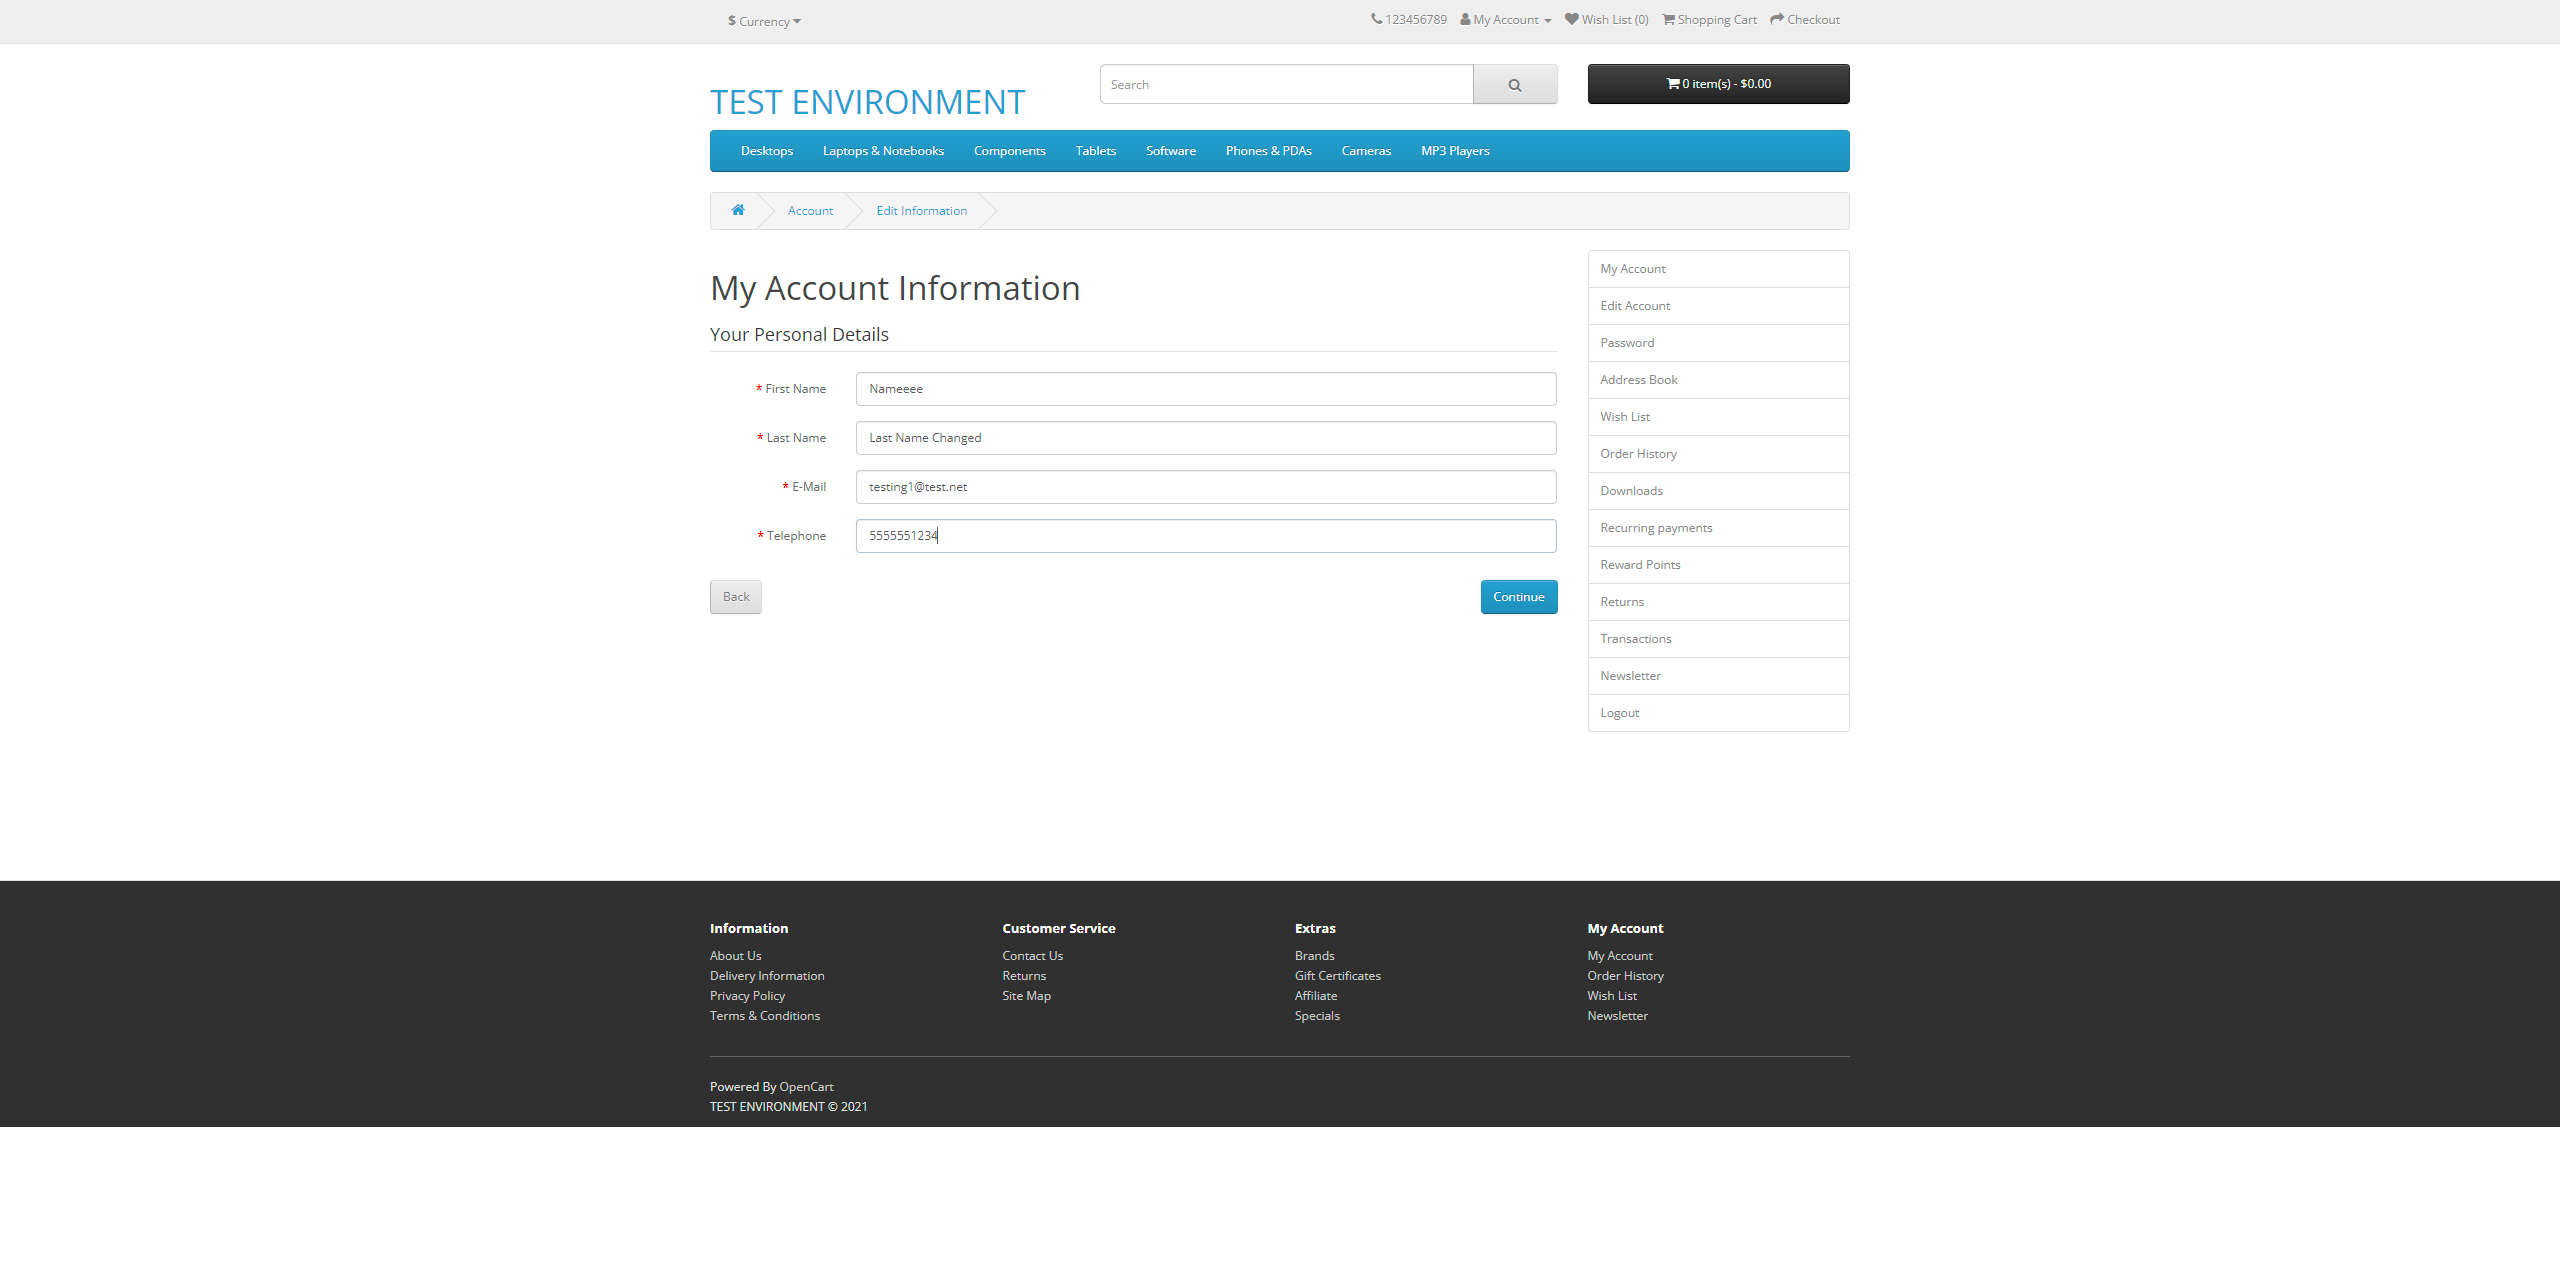 $ Currency
123456789 My Account Wish List (0) Shopping Cart Checkout
TEST ENVIRONMENT
Search
0 item(s) - $0.00
Desktops Laptops & Notebooks Components Tablets Software Phones & PDAs Cameras MP3 Players
Account Edit Information
My Account Information
Your Personal Details
* First Name Nameeee
* Last Name Last Name Changed
* E-Mail testing1@test.net
* Telephone 5555551234
Back Continue
My Account
Edit Account
Password
Address Book
Wish List
Order History
Downloads
Recurring payments
Reward Points
Returns
Transactions
Newsletter
Logout
Information
About Us
Delivery Information
Privacy Policy
Terms & Conditions
Customer Service
Contact Us
Returns
Site Map
Extras
Brands
Gift Certificates
Affiliate
Specials
My Account
My Account
Order History
Wish List
Newsletter
Powered By OpenCart
TEST ENVIRONMENT © 2021